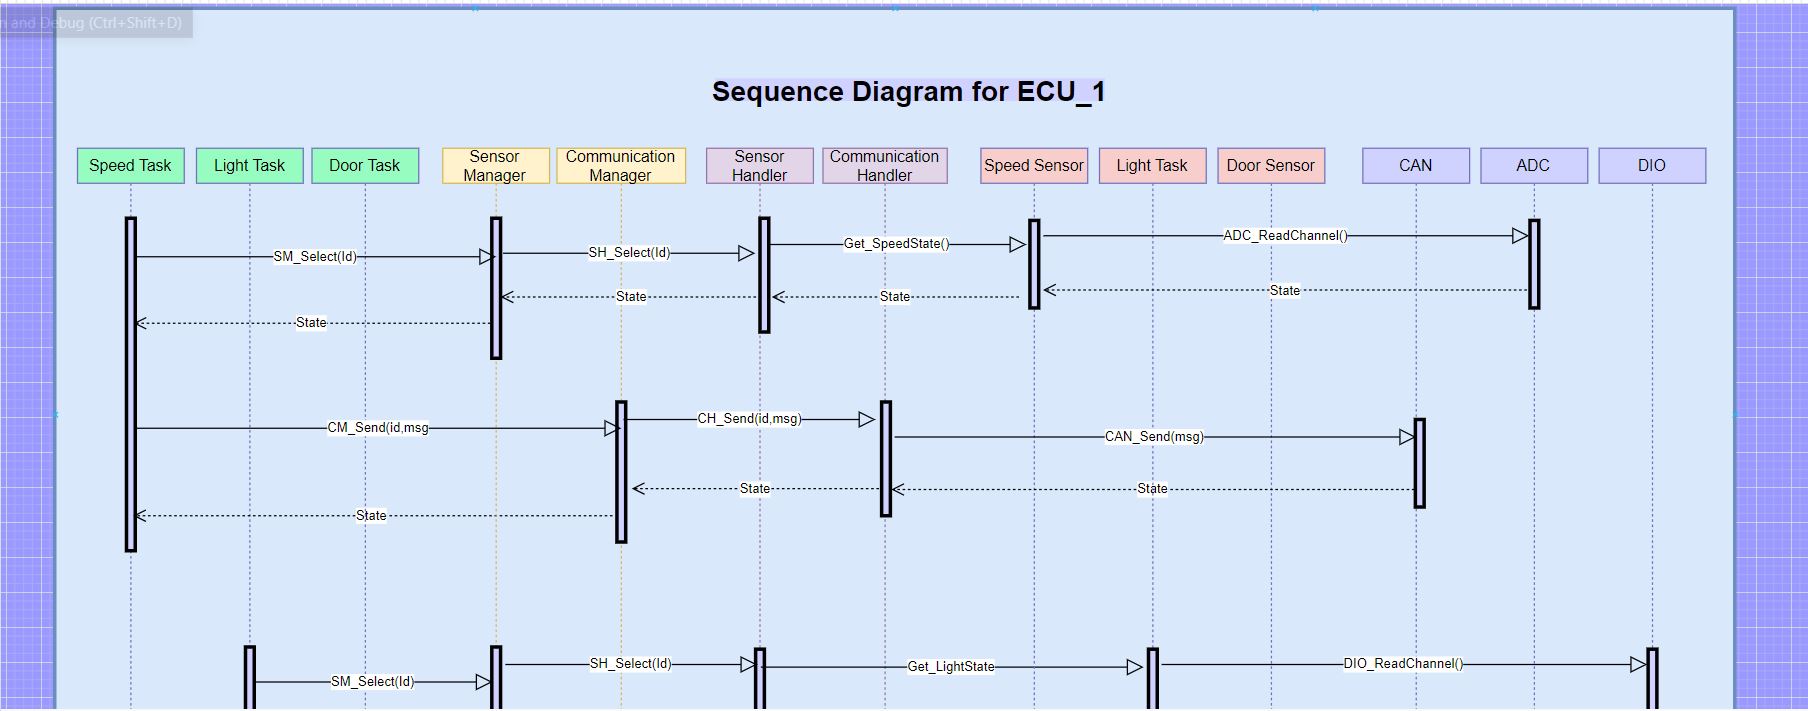 n and Debug (Ctrl+Shift+D)
Sequence Diagram for ECU_1
Speed Task
Light Task
Door Task
Sensor
Manager
Communication
Manager
Sensor
Handler
Communication
Handler
Speed Sensor
Light Task
Door Sensor
CAN
ADC
DIO
SM_Select(Id)
SH_Select(Id)
Get_SpeedState()
ADC_ReadChannel()
State
State
State
State
CM_Send(id,msg
CH_Send(id,msg)
CAN_Send(msg)
State
State
State
SM_Select(Id)
SH_Select(Id)
Get_LightState
DIO_ReadChannel()